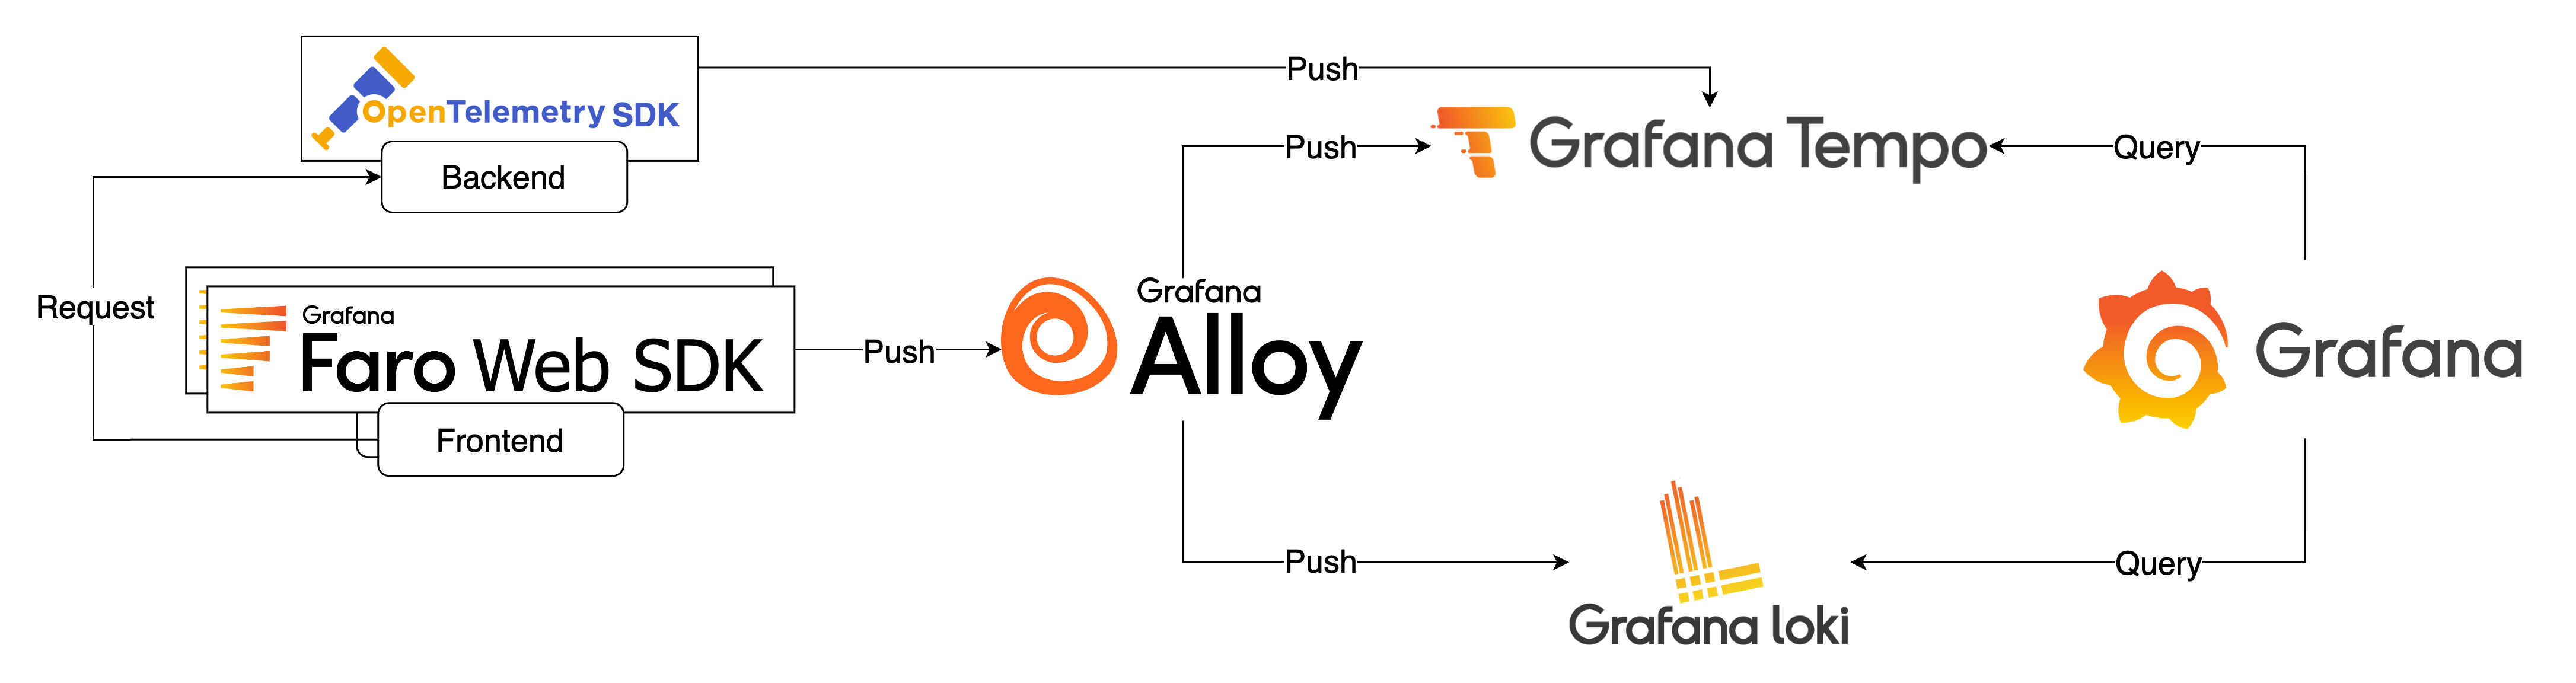 OpenTelemetry SDK
Backend
Request
Grafana
Faro Web SDK
Frontend
Push
Push
Push
Push
Grafana
Alloy
Grafana Tempo
Query
Grafana
Query
Grafana loki